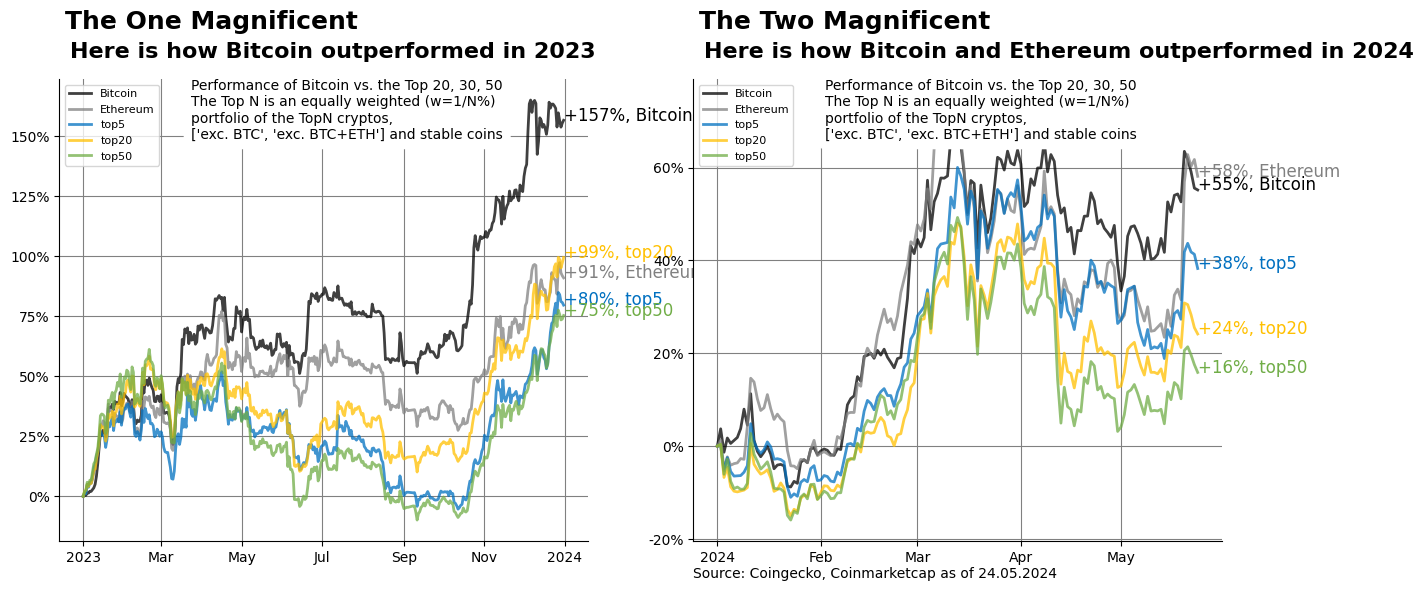 The One Magnificent
Here is how Bitcoin outperformed in 2023
Performance of Bitcoin vs. the Top 20, 30, 50
The Top N is an equally weighted (w=1/N%)
portfolio of the TopN cryptos,
['exc. BTC', 'exc. BTC+ETH'] and stable coins
Bitcoin
Ethereum
top5
top20
top50
150%
125%
100%
75%
50%
25%
0%
+157%, Bitcoin
+99%, top20
+91%, Ethereum
+80%, top5
+75%, top50
2023
Mar
May
Jul
Sep
Nov
2024
The Two Magnificent
Here is how Bitcoin and Ethereum outperformed in 2024
Performance of Bitcoin vs. the Top 20, 30, 50
The Top N is an equally weighted (w=1/N%)
portfolio of the TopN cryptos,
['exc. BTC', 'exc. BTC+ETH'] and stable coins
Bitcoin
Ethereum
top5
top20
top50
60%
40%
20%
0%
-20%
+58%, Ethereum
+55%, Bitcoin
+38%, top5
+24%, top20
+16%, top50
2024
Feb
Mar
Apr
May
Source: Coingecko, Coinmarketcap as of 24.05.2024